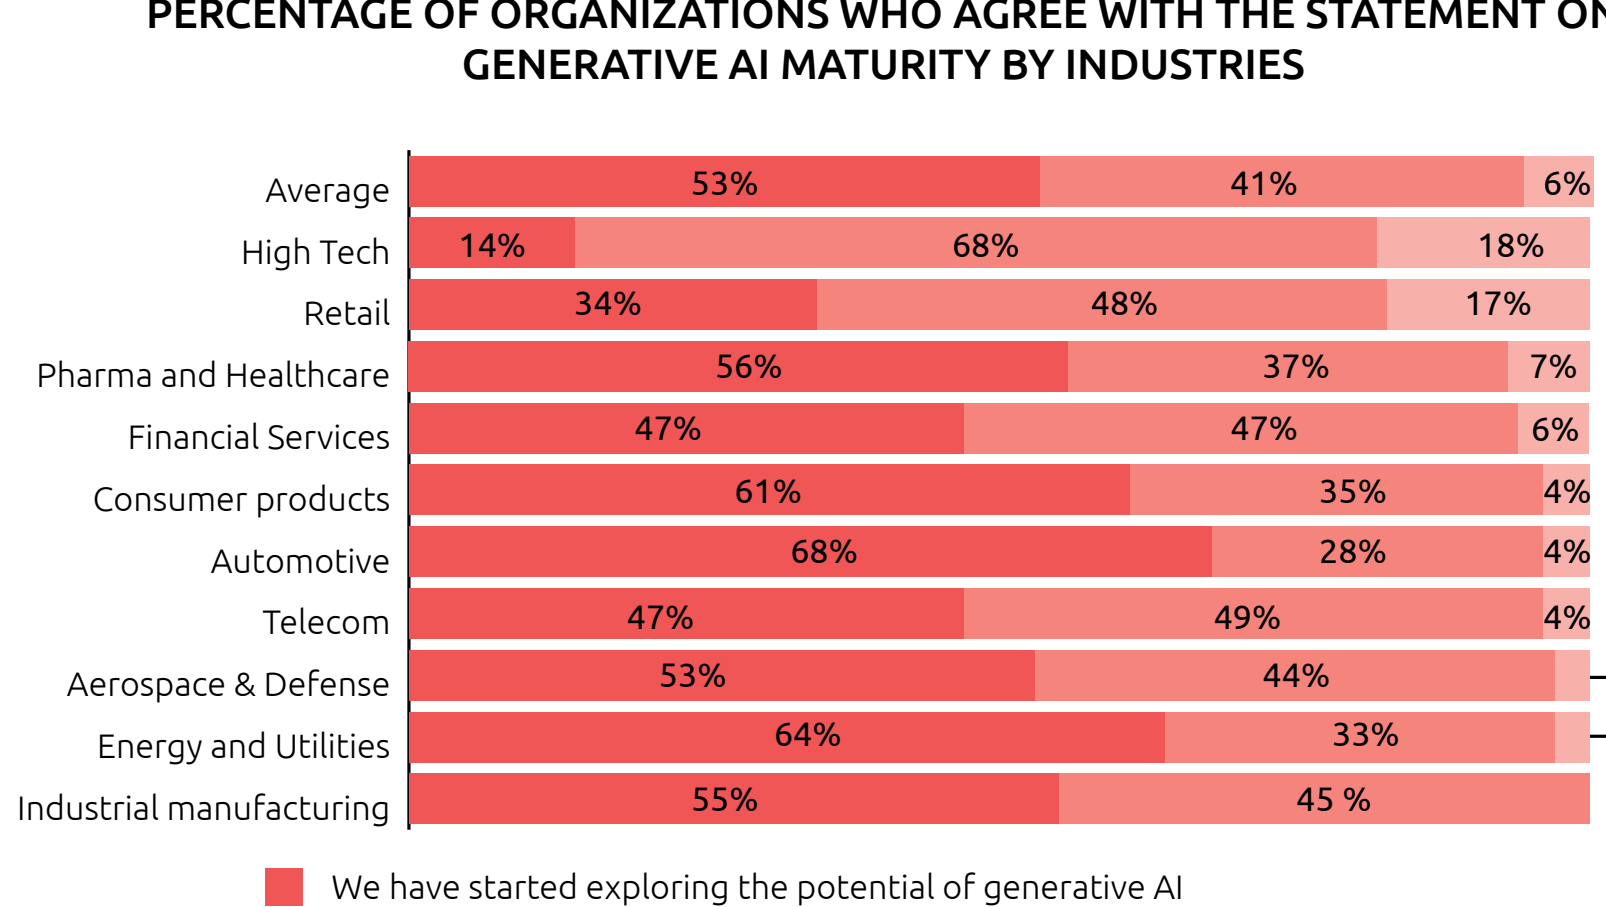 PERCENTAGE OF ORGANIZATIONS WHO AGREE WITH THE STATEMENT ON
GENERATIVE AI MATURITY BY INDUSTRIES
Average 53% 41% 6%
High Tech 14% 68% 18%
Retail 34% 48% 17%
Pharma and Healthcare 56% 37% 7%
Financial Services 47% 47% 6%
Consumer products 61% 35% 4%
Automotive 68% 28% 4%
Telecom 47% 49% 4%
Aerospace & Defense 53% 44%
Energy and Utilities 64% 33%
Industrial manufacturing 55% 45 %
We have started exploring the potential of generative AI